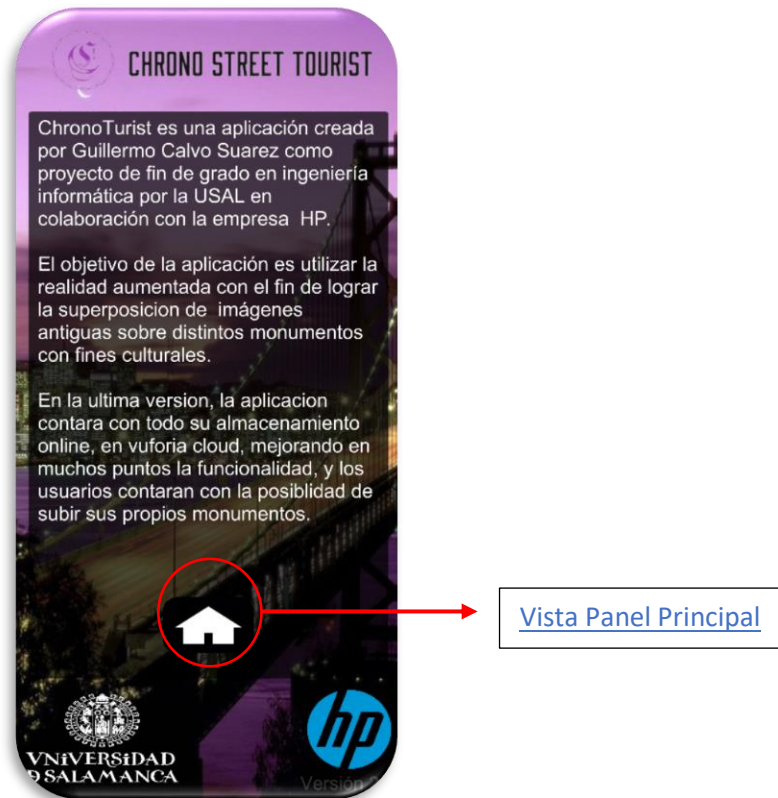 CHRONO STREET TOURIST
ChronoTurist es una aplicación creada
por Guillermo Calvo Suarez como
proyecto de fin de grado en ingeniería
informática por la USAL en
colaboración con la empresa HP.
El objetivo de la aplicación es utilizar la
realidad aumentada con el fin de lograr
la superposicion de imágenes
antiguas sobre distintos monumentos
con fines culturales.
En la ultima version, la aplicacion
contara con todo su almacenamiento
online, en vuforia cloud, mejorando en
muchos puntos la funcionalidad, y los
usuarios contaran con la posiblidad de
subir sus propios monumentos.
Vista Panel Principal
hp
VNiVERSiDAD
D SALAMANCA
Versión